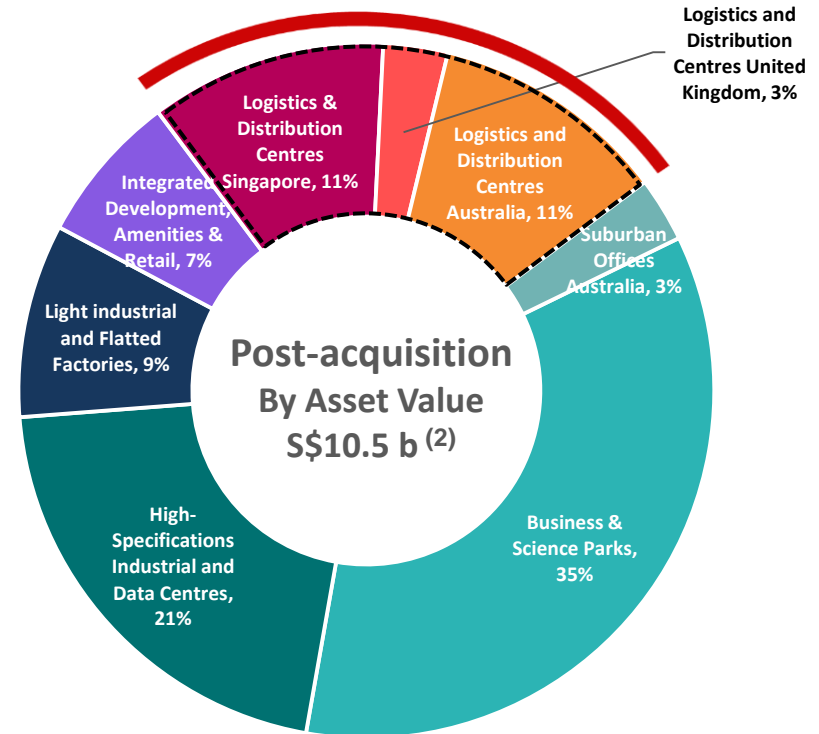 Logistics and
Distribution
Centres United
Kingdom, 3%
Logistics &
Distribution
Centres
Singapore, 11%
Logistics and
Distribution
Centres
Australia, 11%
Integrated
Development,
Amenities &
Retail, 7%
Suburban
Offices
Australia, 3%
Light industrial
and Flatted
Factories, 9%
Post-acquisition
By Asset Value
S$10.5 b (2)
High-
Specifications
Industrial and
Data Centres,
21%
Business &
Science Parks,
35%